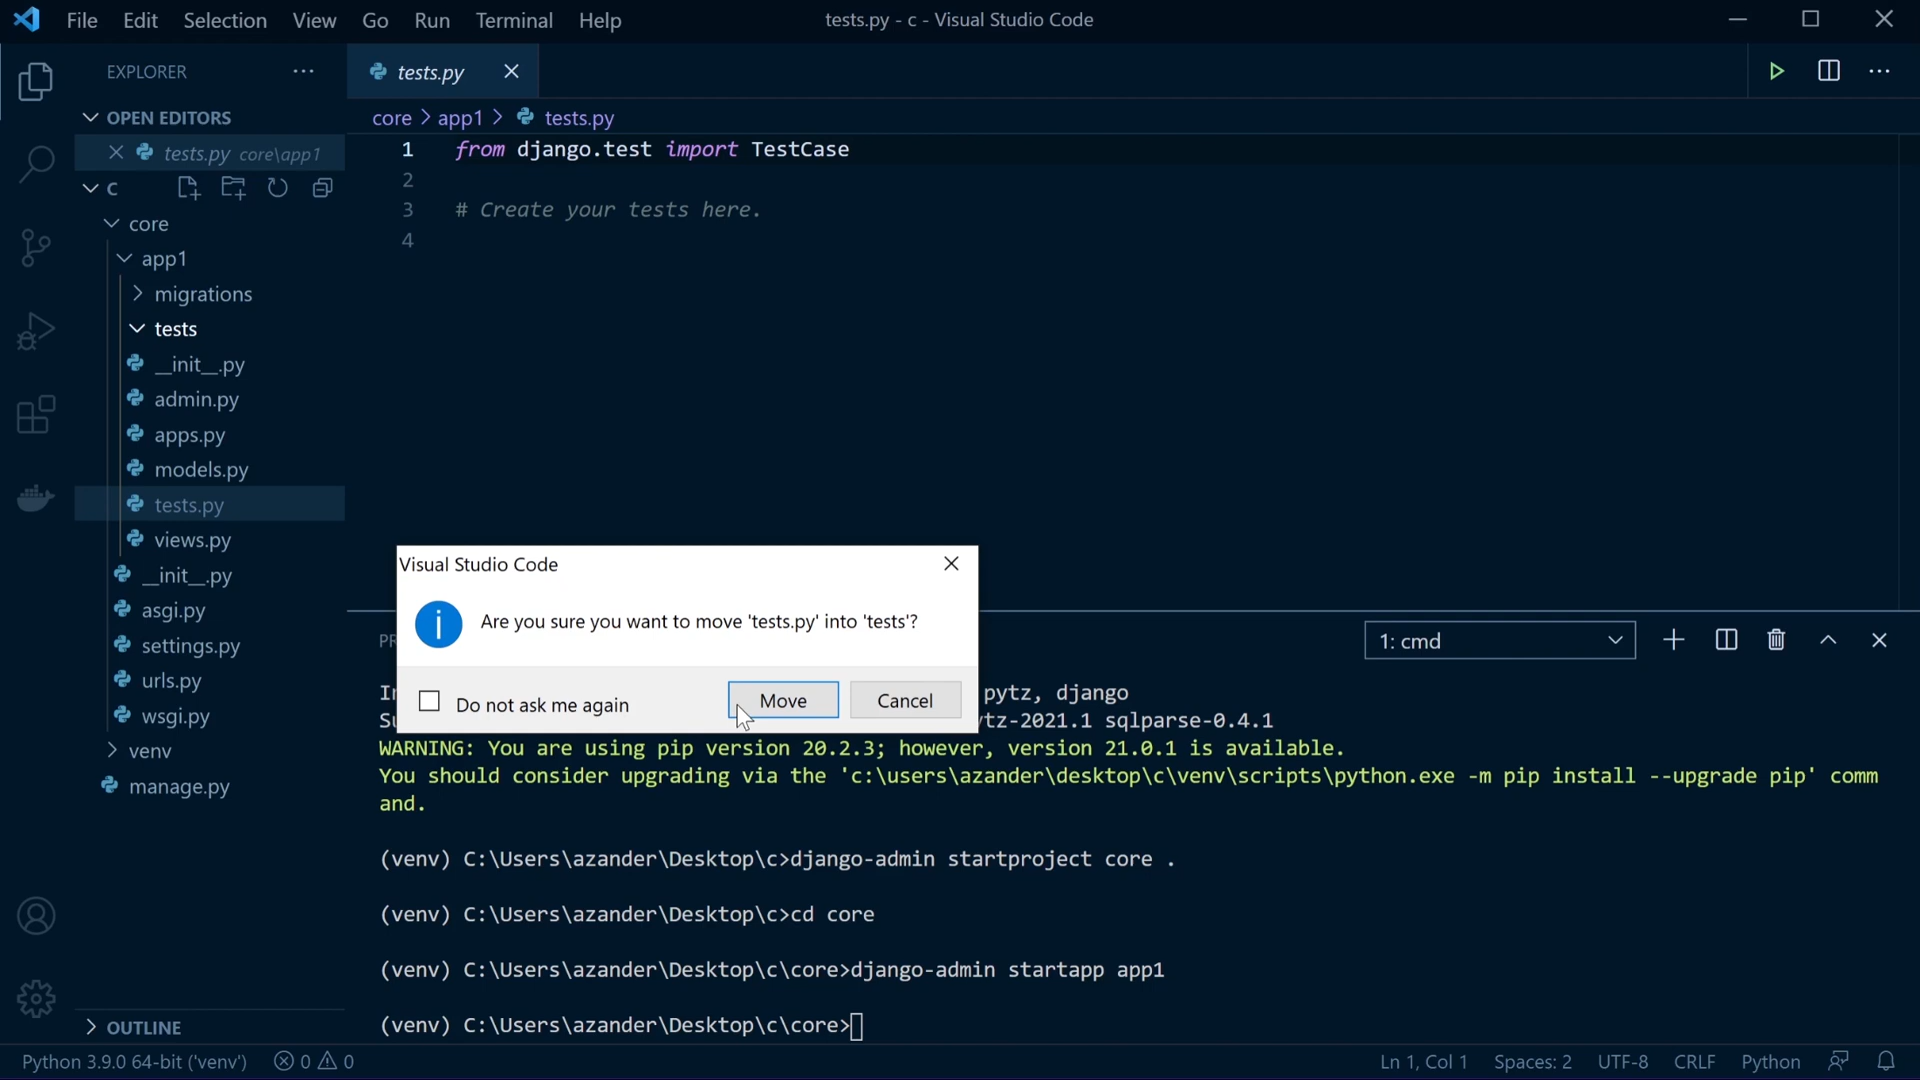 File Edit Selection View Go Run Terminal Help
tests.py - c - Visual Studio Code
EXPLORER
OPEN EDITORS
tests.py core\app1
C
core
app1
migrations
tests
__init__.py
admin.py
apps.py
models.py
tests.py
views.py
__init__.py
asgi.py
settings.py
urls.py
wsgi.py
venv
manage.py
OUTLINE
tests.py
core > app1 > tests.py
1 from django.test import TestCase
2
3 # Create your tests here.
4
Visual Studio Code
Are you sure you want to move 'tests.py' into 'tests'?
Do not ask me again
Move
Cancel
1: cmd
pytz, django
tz-2021.1 sqlparse-0.4.1
WARNING: You are using pip version 20.2.3; however, version 21.0.1 is available.
You should consider upgrading via the 'c:\users\azander\desktop\c\venv\scripts\python.exe -m pip install --upgrade pip' comm
and.
(venv) C:\Users\azander\Desktop\c>django-admin startproject core .
(venv) C:\Users\azander\Desktop\c>cd core
(venv) C:\Users\azander\Desktop\c\core>django-admin startapp app1
(venv) C:\Users\azander\Desktop\c\core>
Python 3.9.0 64-bit ('venv') 0 0
Ln 1, Col 1 Spaces: 2 UTF-8 CRLF Python